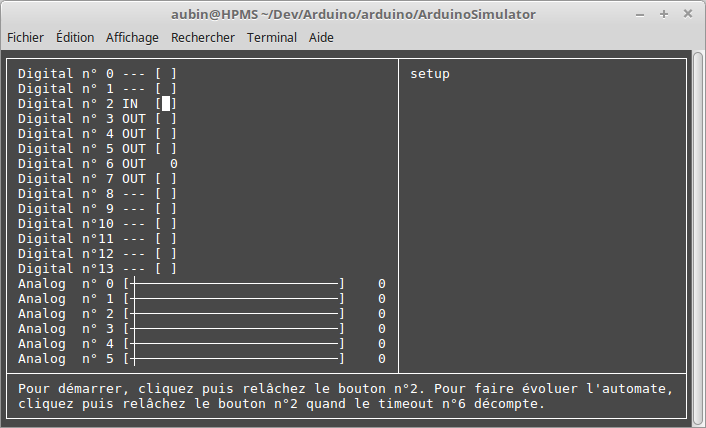 aubin@HPMS ~/Dev/Arduino/arduino/ArduinoSimulator
Fichier Édition Affichage Rechercher Terminal Aide
Digital n° 0 --- [ ] setup
Digital n° 1 --- [ ]
Digital n° 2 IN [ ]
Digital n° 3 OUT [ ]
Digital n° 4 OUT [ ]
Digital n° 5 OUT [ ]
Digital n° 6 OUT 0
Digital n° 7 OUT [ ]
Digital n° 8 --- [ ]
Digital n° 9 --- [ ]
Digital n°10 --- [ ]
Digital n°11 --- [ ]
Digital n°12 --- [ ]
Digital n°13 --- [ ]
Analog n° 0 [ ] 0
Analog n° 1 [ ] 0
Analog n° 2 [ ] 0
Analog n° 3 [ ] 0
Analog n° 4 [ ] 0
Analog n° 5 [ ] 0
Pour démarrer, cliquez puis relâchez le bouton n°2. Pour faire évoluer l'automate,
cliquez puis relâchez le bouton n°2 quand le timeout n°6 décompte.